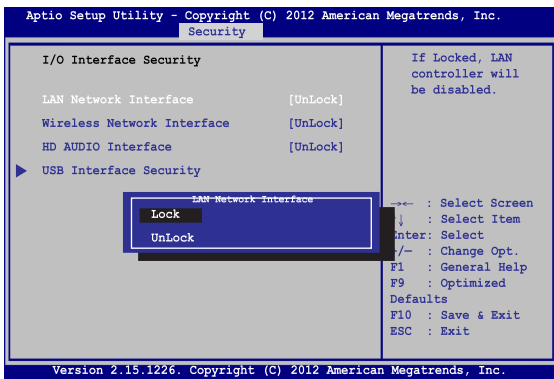 Aptio Setup Utility - Copyright (C) 2012 American Megatrends, Inc.
Security
I/O Interface Security
LAN Network Interface [UnLock]
Wireless Network Interface [UnLock]
HD AUDIO Interface [UnLock]
USB Interface Security
If Locked, LAN
controller will
be disabled.
LAN Network Interface
Lock
UnLock
→← : Select Screen
↓ : Select Item
nter: Select
/— : Change Opt.
F1 : General Help
F9 : Optimized
Defaults
F10 : Save & Exit
ESC : Exit
Version 2.15.1226. Copyright (C) 2012 American Megatrends, Inc.